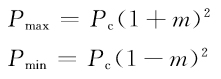 P_max = P_c (1 + m)^2
P_min = P_c (1 − m)^2